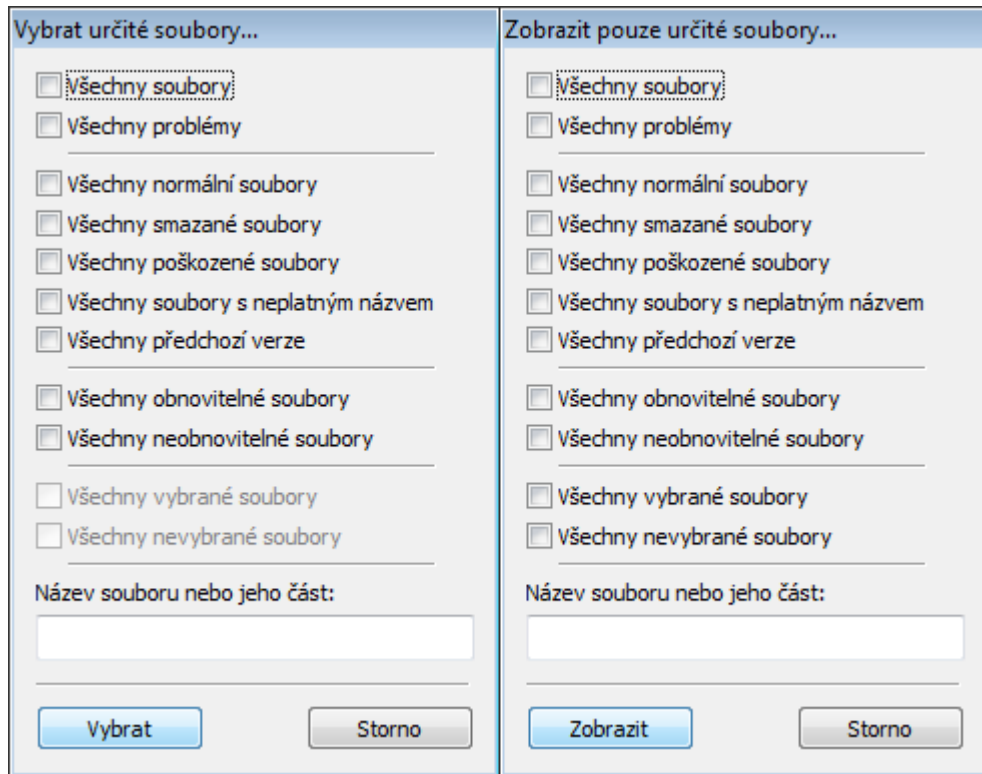 Vybrat určité soubory...
Všechny soubory
Všechny problémy
Všechny normální soubory
Všechny smazané soubory
Všechny poškozené soubory
Všechny soubory s neplatným názvem
Všechny předchozí verze
Všechny obnovitelné soubory
Všechny neobnovitelné soubory
Všechny vybrané soubory
Všechny nevybrané soubory
Název souboru nebo jeho část:
Vybrat
Storno
Zobrazit pouze určité soubory...
Všechny soubory
Všechny problémy
Všechny normální soubory
Všechny smazané soubory
Všechny poškozené soubory
Všechny soubory s neplatným názvem
Všechny předchozí verze
Všechny obnovitelné soubory
Všechny neobnovitelné soubory
Všechny vybrané soubory
Všechny nevybrané soubory
Název souboru nebo jeho část:
Zobrazit
Storno